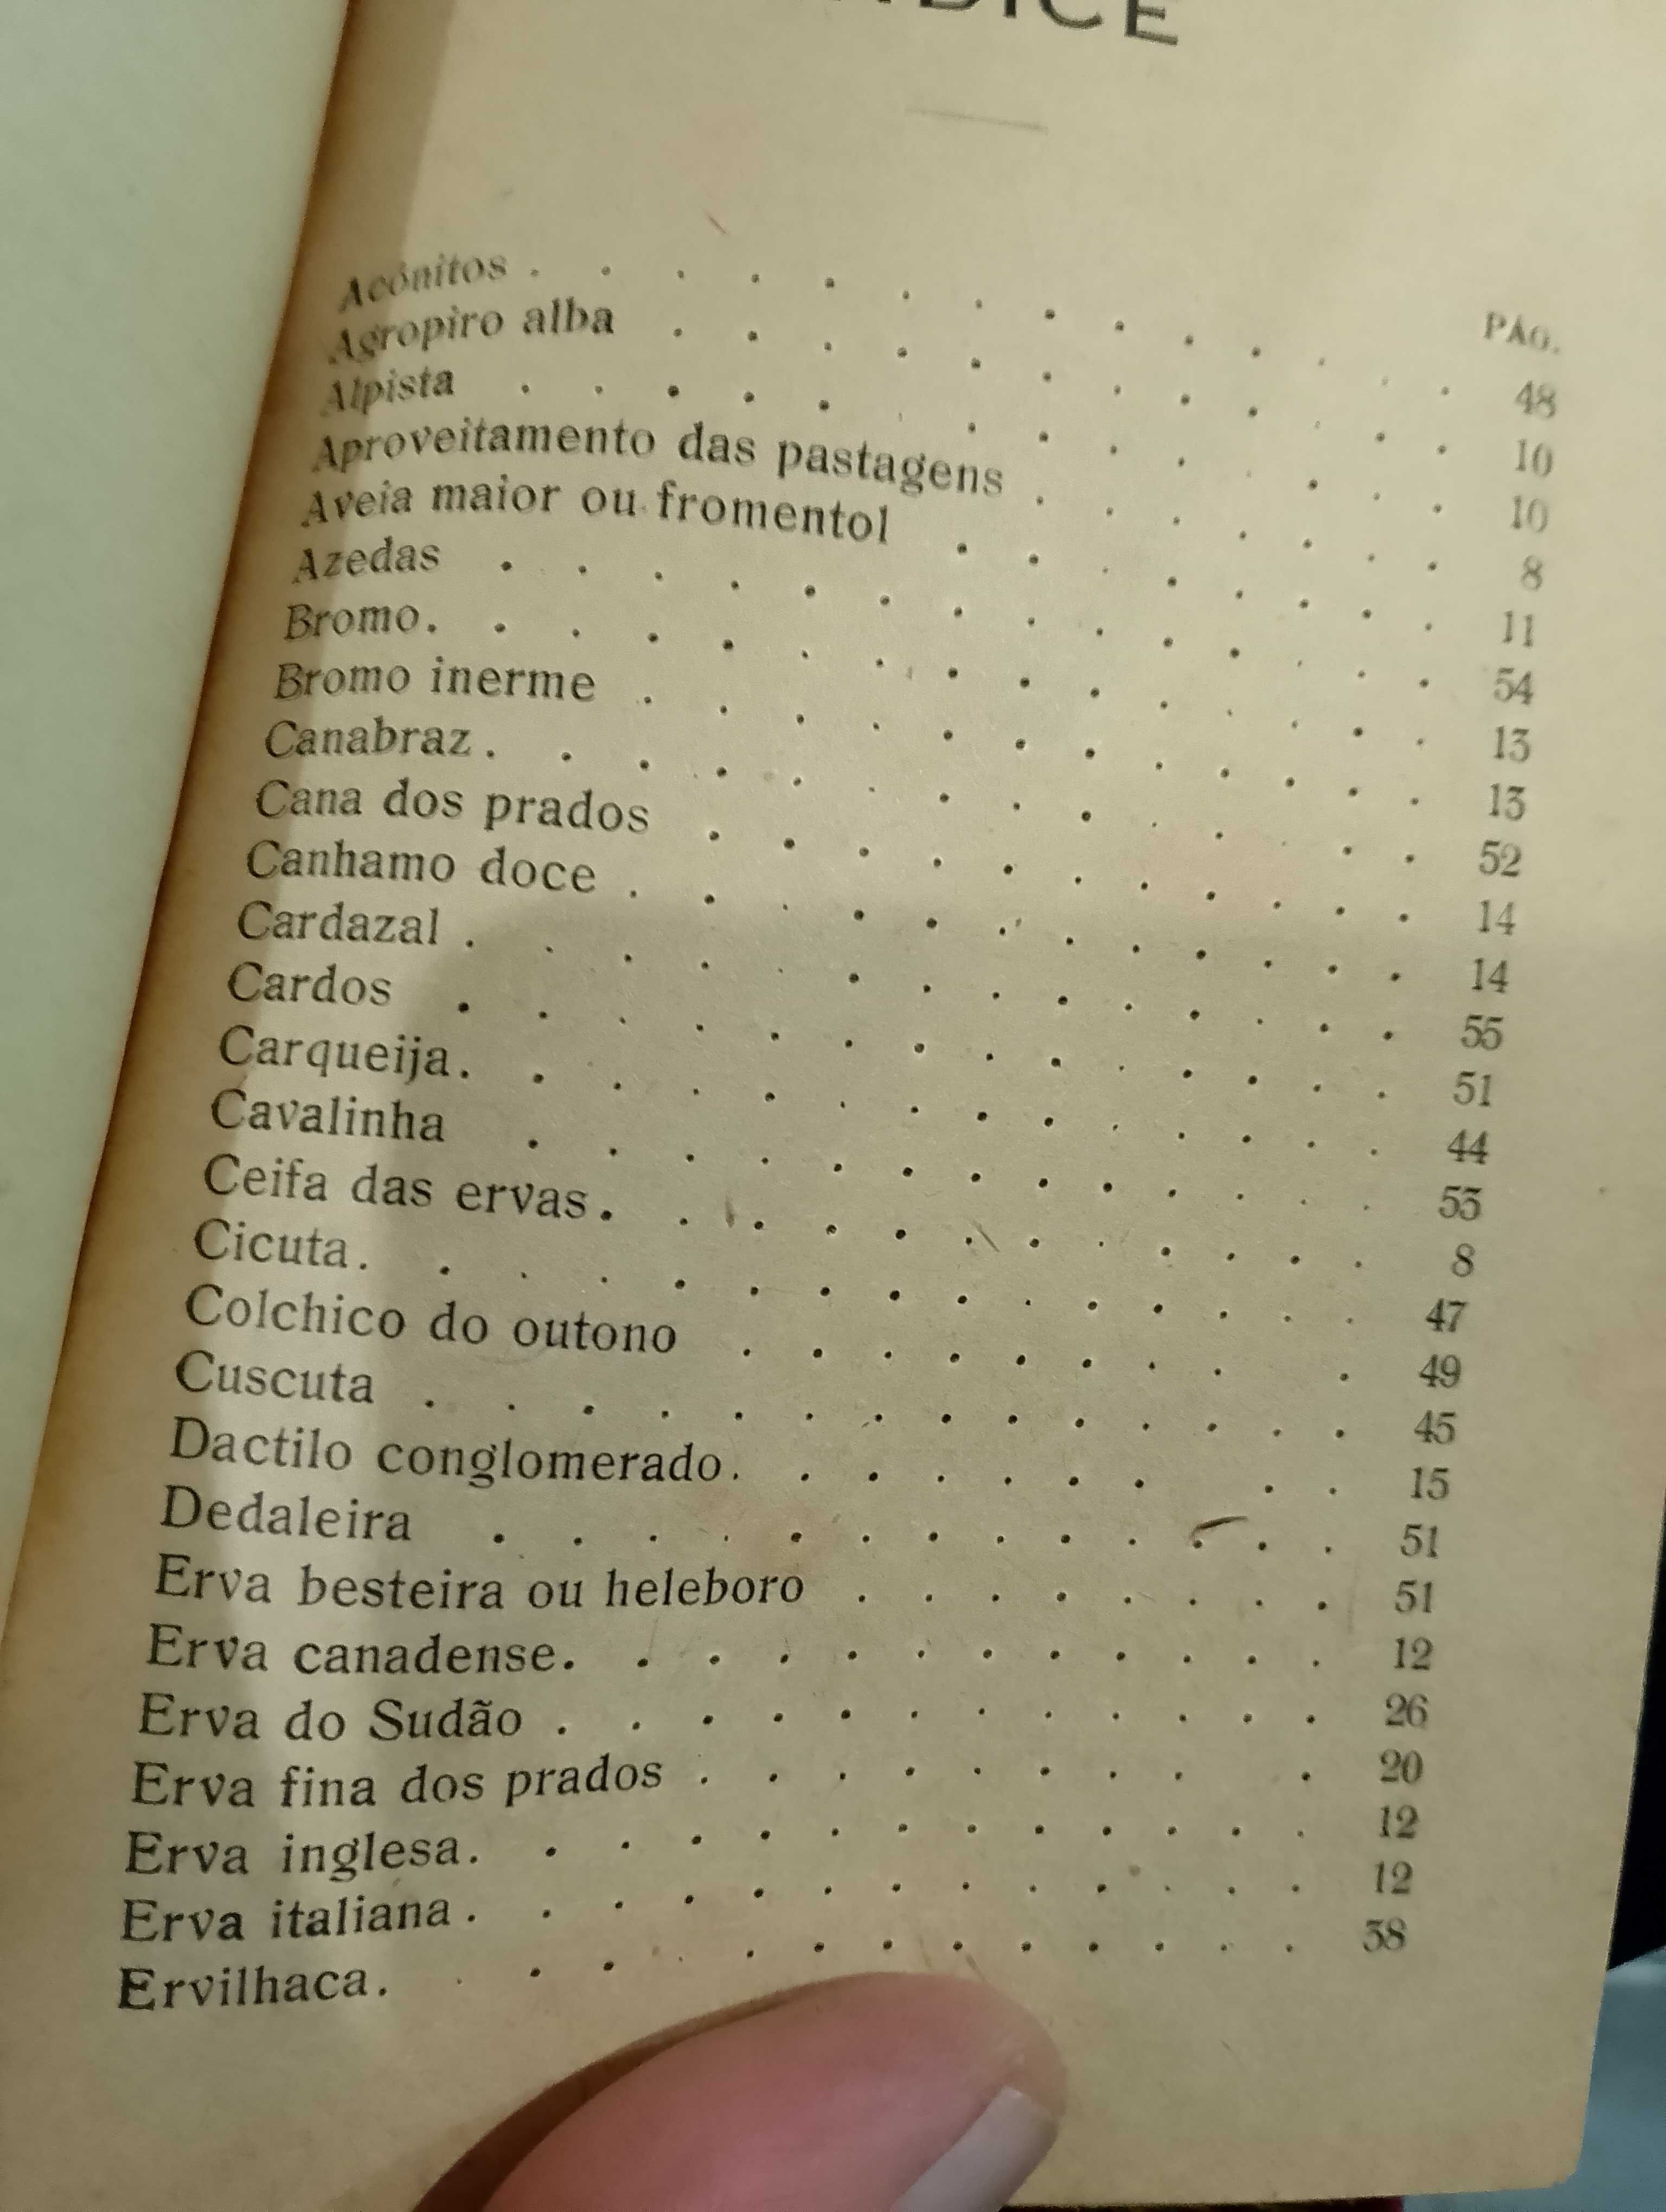 ÍNDICE
PÁG.
Acónitos . . . . . . . . . . . . . 48
Agropiro alba . . . . . . . . . . . 10
Alpista . . . . . . . . . . . . . 10
Aproveitamento das pastagens . . . . . . 8
Aveia maior ou fromentol . . . . . . . 11
Azedas . . . . . . . . . . . . . 54
Bromo . . . . . . . . . . . . . . 13
Bromo inerme . . . . . . . . . . . 13
Canabraz . . . . . . . . . . . . . 52
Cana dos prados . . . . . . . . . . 14
Canhamo doce . . . . . . . . . . . 14
Cardazal . . . . . . . . . . . . . 55
Cardos . . . . . . . . . . . . . 51
Carqueija . . . . . . . . . . . . . 44
Cavalinha . . . . . . . . . . . . 53
Ceifa das ervas . . . . . . . . . . . 8
Cicuta . . . . . . . . . . . . . . 47
Colchico do outono . . . . . . . . . 49
Cuscuta . . . . . . . . . . . . . 45
Dactilo conglomerado . . . . . . . . . 15
Dedaleira . . . . . . . . . . . . 51
Erva besteira ou heleboro . . . . . . . . 51
Erva canadense . . . . . . . . . . . 12
Erva do Sudão . . . . . . . . . . . 26
Erva fina dos prados . . . . . . . . . 20
Erva inglesa . . . . . . . . . . . . 12
Erva italiana . . . . . . . . . . . . 12
Ervilhaca . . . . . . . . . . . . . 38